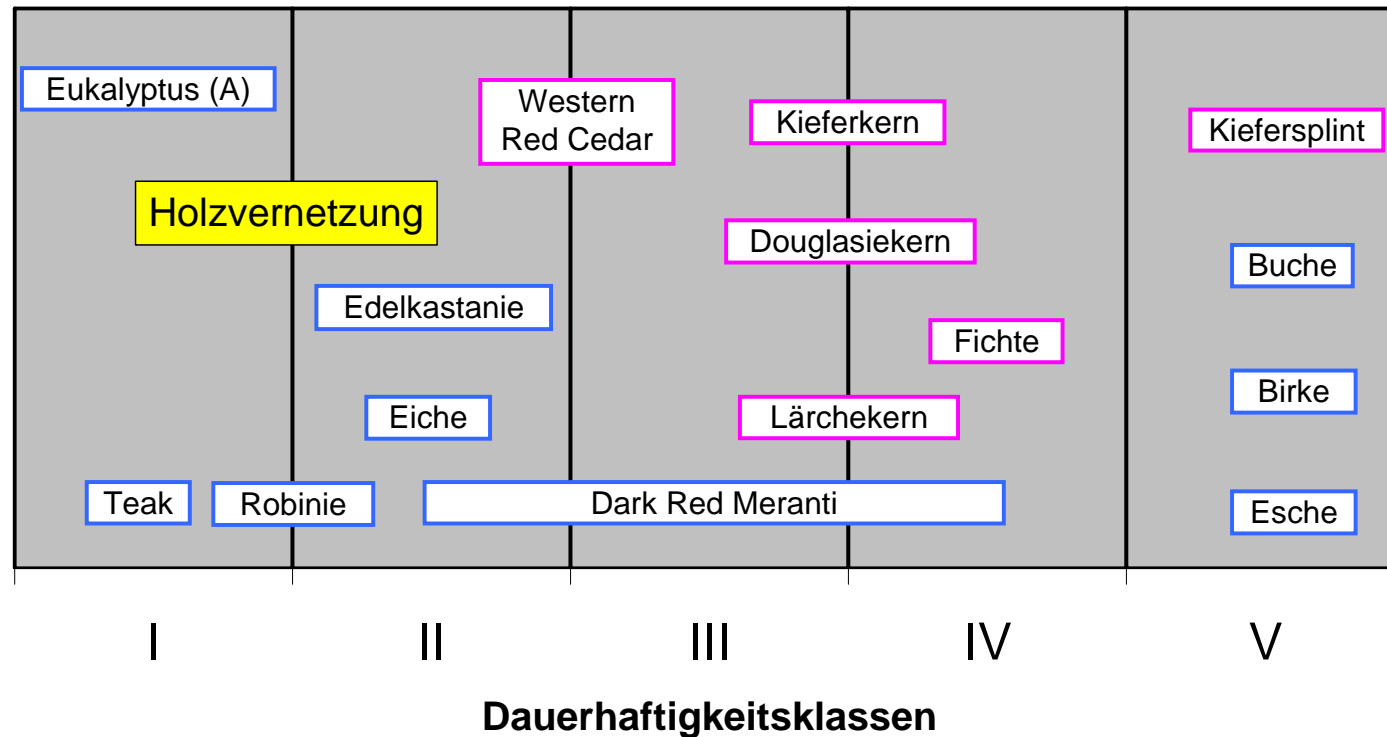 Eukalyptus (A)
Western
Red Cedar
Kieferkern
Kiefersplint
Holzvernetzung
Douglasiekern
Buche
Edelkastanie
Fichte
Eiche
Lärchekern
Birke
Teak
Robinie
Dark Red Meranti
Esche
I
II
III
IV
V
Dauerhaftigkeitsklassen